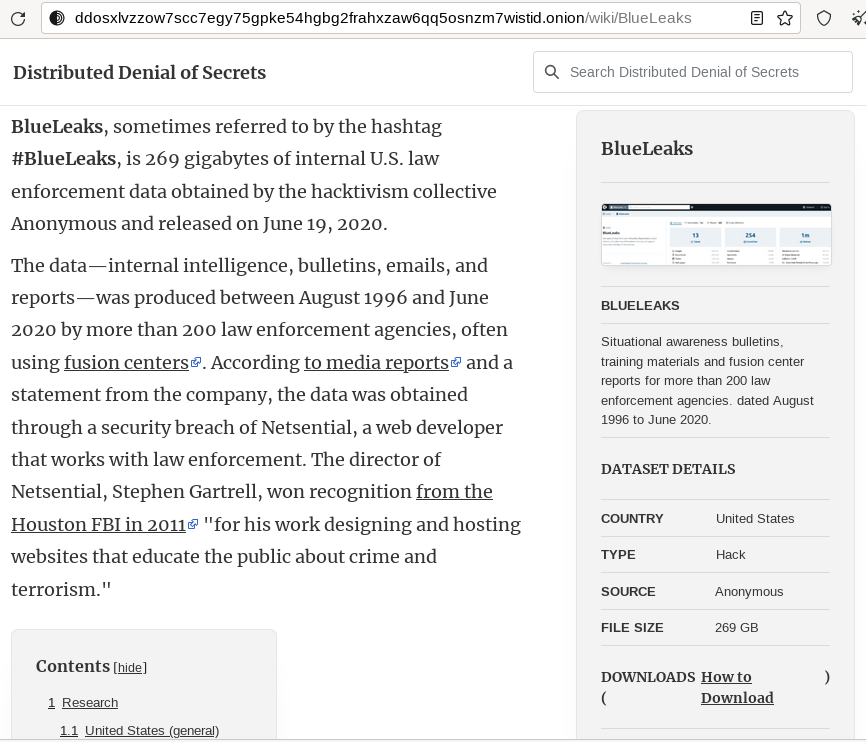 ddosxlvzzow7scc7egy75gpke54hgbg2frahxzaw6qq5osnzm7wistid.onion/wiki/BlueLeaks
Distributed Denial of Secrets
Search Distributed Denial of Secrets
BlueLeaks, sometimes referred to by the hashtag
#BlueLeaks, is 269 gigabytes of internal U.S. law
enforcement data obtained by the hacktivism collective
Anonymous and released on June 19, 2020.
The data—internal intelligence, bulletins, emails, and
reports—was produced between August 1996 and June
2020 by more than 200 law enforcement agencies, often
using fusion centers. According to media reports and a
statement from the company, the data was obtained
through a security breach of Netsential, a web developer
that works with law enforcement. The director of
Netsential, Stephen Gartrell, won recognition from the
Houston FBI in 2011 "for his work designing and hosting
websites that educate the public about crime and
terrorism."
Contents [hide]
1 Research
1.1 United States (general)
BlueLeaks
13
254
1m
BLUELEAKS
Situational awareness bulletins,
training materials and fusion center
reports for more than 200 law
enforcement agencies. dated August
1996 to June 2020.
DATASET DETAILS
COUNTRY United States
TYPE Hack
SOURCE Anonymous
FILE SIZE 269 GB
DOWNLOADS How to )
( Download